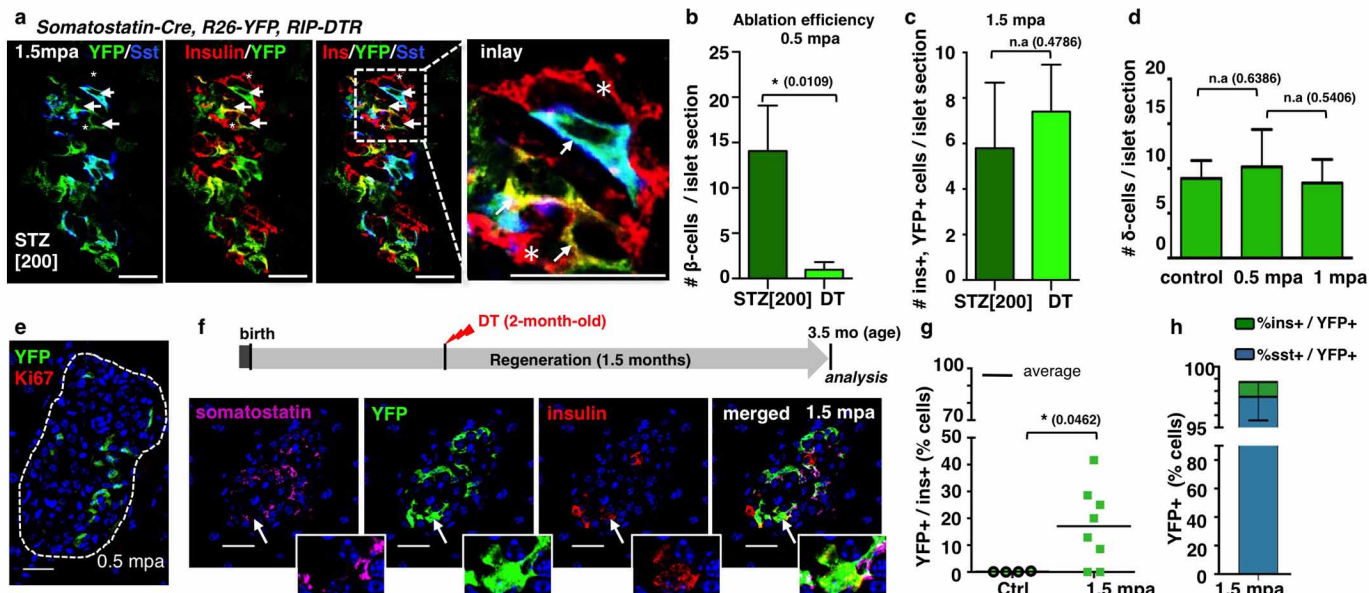 a
Somatostatin-Cre, R26-YFP, RIP-DTR
1.5mpa YFP/Sst
Insulin/YFP
Ins/YFP/Sst
inlay
*
*
*
*
*
*
*
*
STZ
[200]
b
Ablation efficiency
0.5 mpa
* (0.0109)
# β-cells / islet section
25
20
15
10
5
0
STZ[200] DT
c
1.5 mpa
n.a (0.4786)
# ins+, YFP+ cells / islet section
10
8
6
4
2
0
STZ[200] DT
d
n.a (0.6386)
n.a (0.5406)
# δ-cells / islet section
20
15
10
5
0
control 0.5 mpa 1 mpa
e
YFP
Ki67
0.5 mpa
f
birth
DT (2-month-old)
3.5 mo (age)
Regeneration (1.5 months)
analysis
somatostatin
YFP
insulin
merged 1.5 mpa
g
average
* (0.0462)
YFP+ / ins+ (% cells)
100
70
50
40
30
20
10
0
Ctrl 1.5 mpa
h
%ins+ / YFP+
%sst+ / YFP+
YFP+ (% cells)
100
95
80
60
40
20
0
1.5 mpa